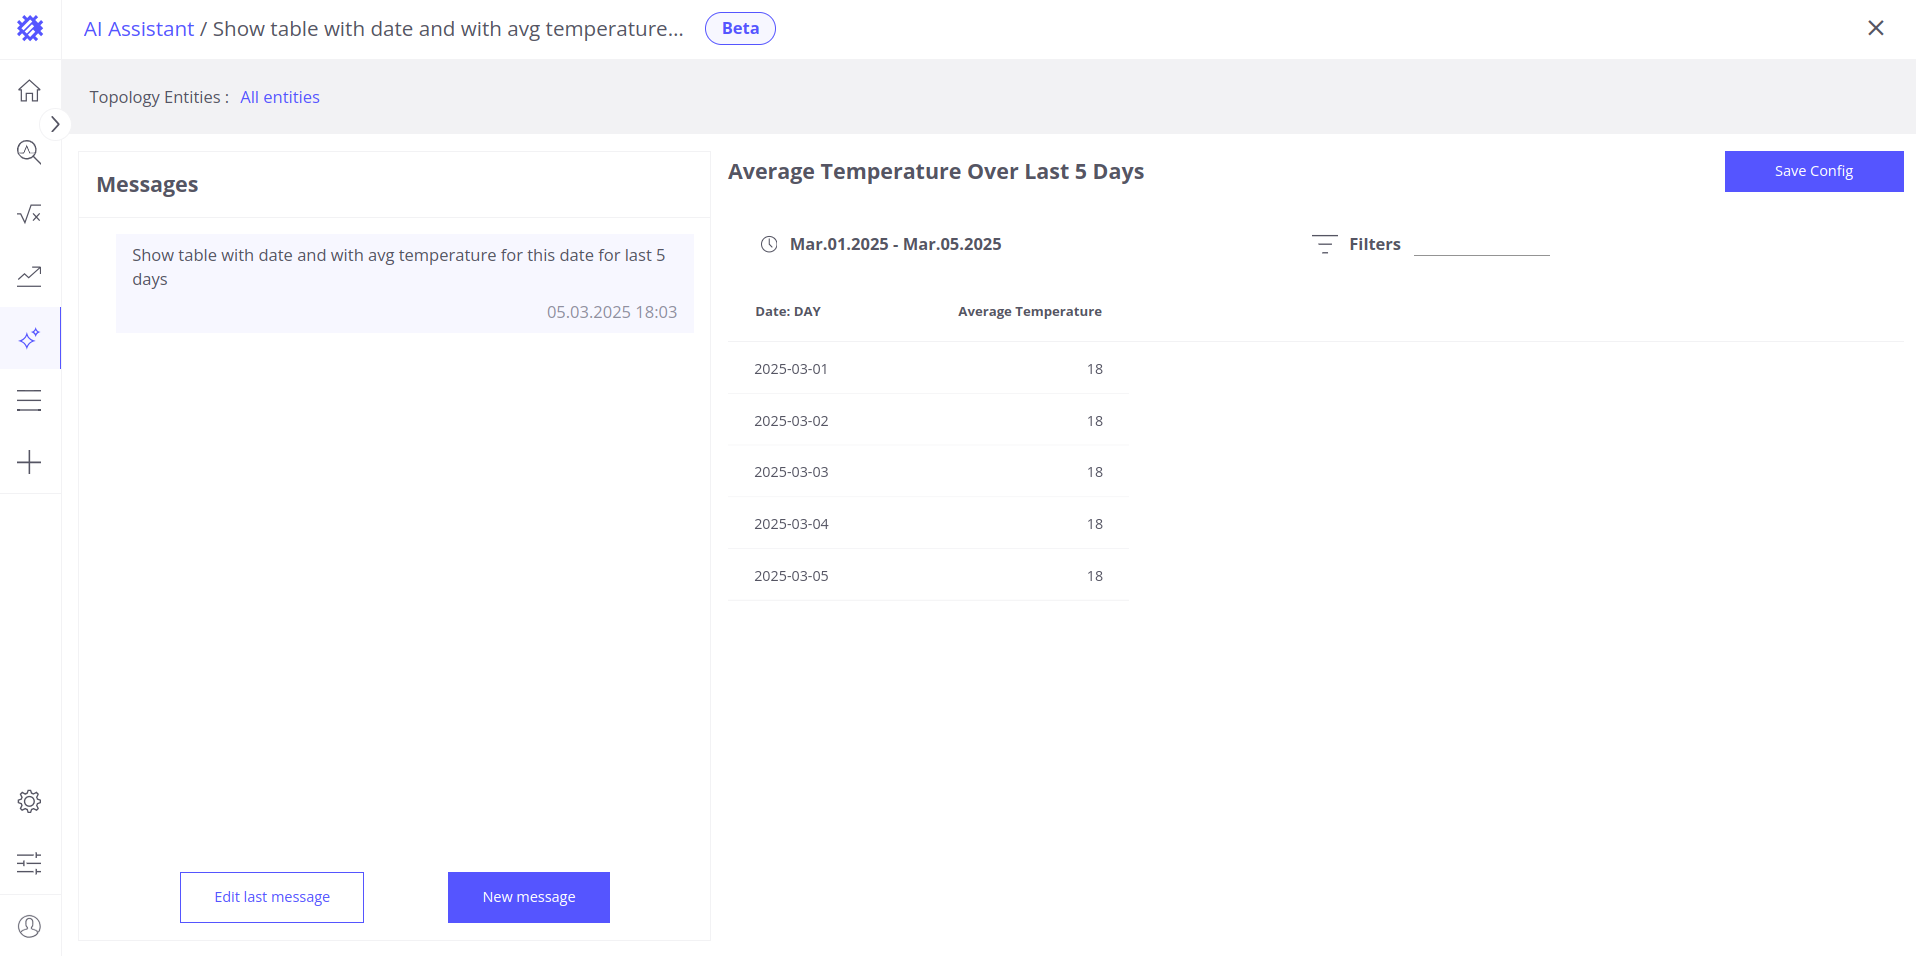 AI Assistant / Show table with date and with avg temperature...
Beta
Topology Entities : All entities
Messages
Show table with date and with avg temperature for this date for last 5
days
05.03.2025 18:03
Edit last message
New message
Average Temperature Over Last 5 Days
Save Config
Mar.01.2025 - Mar.05.2025
Filters
Date: DAY Average Temperature
2025-03-01 18
2025-03-02 18
2025-03-03 18
2025-03-04 18
2025-03-05 18